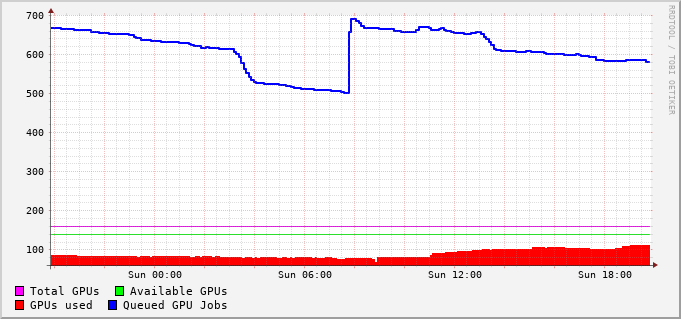 700
600
500
400
300
200
100
Sun 00:00 Sun 06:00 Sun 12:00 Sun 18:00
Total GPUs Available GPUs
GPUs used Queued GPU Jobs
RRDTOOL / TOBI OETIKER